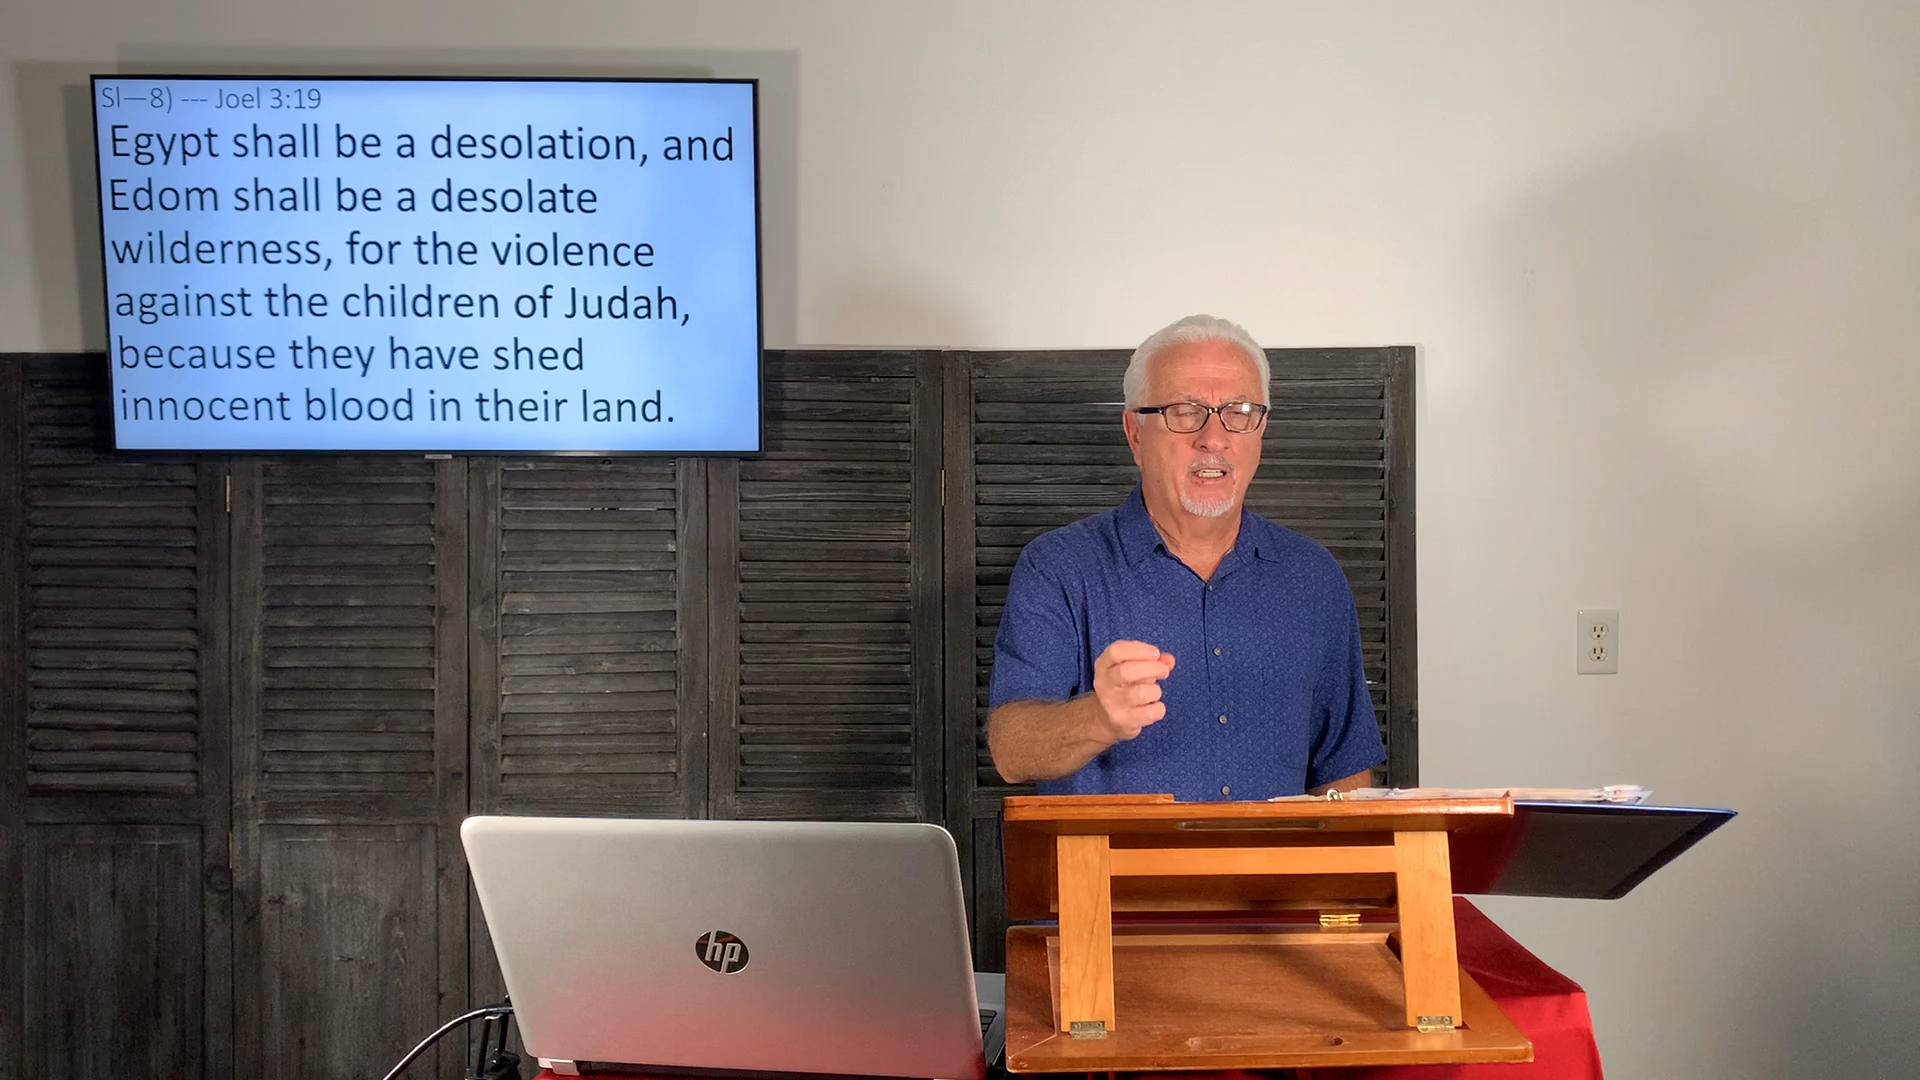 Sl—8) --- Joel 3:19
Egypt shall be a desolation, and
Edom shall be a desolate
wilderness, for the violence
against the children of Judah,
because they have shed
innocent blood in their land.
hp